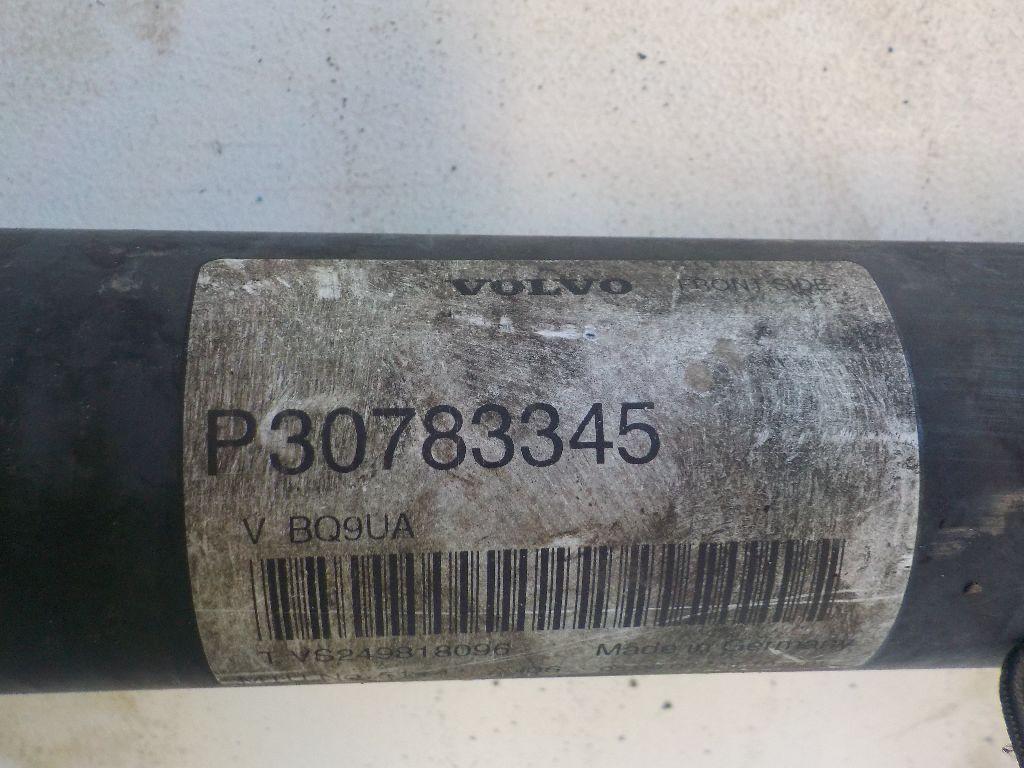 VOLVO FRONT SIDE
P30783345
V BQ9UA
T VS249818096 Made in Germany